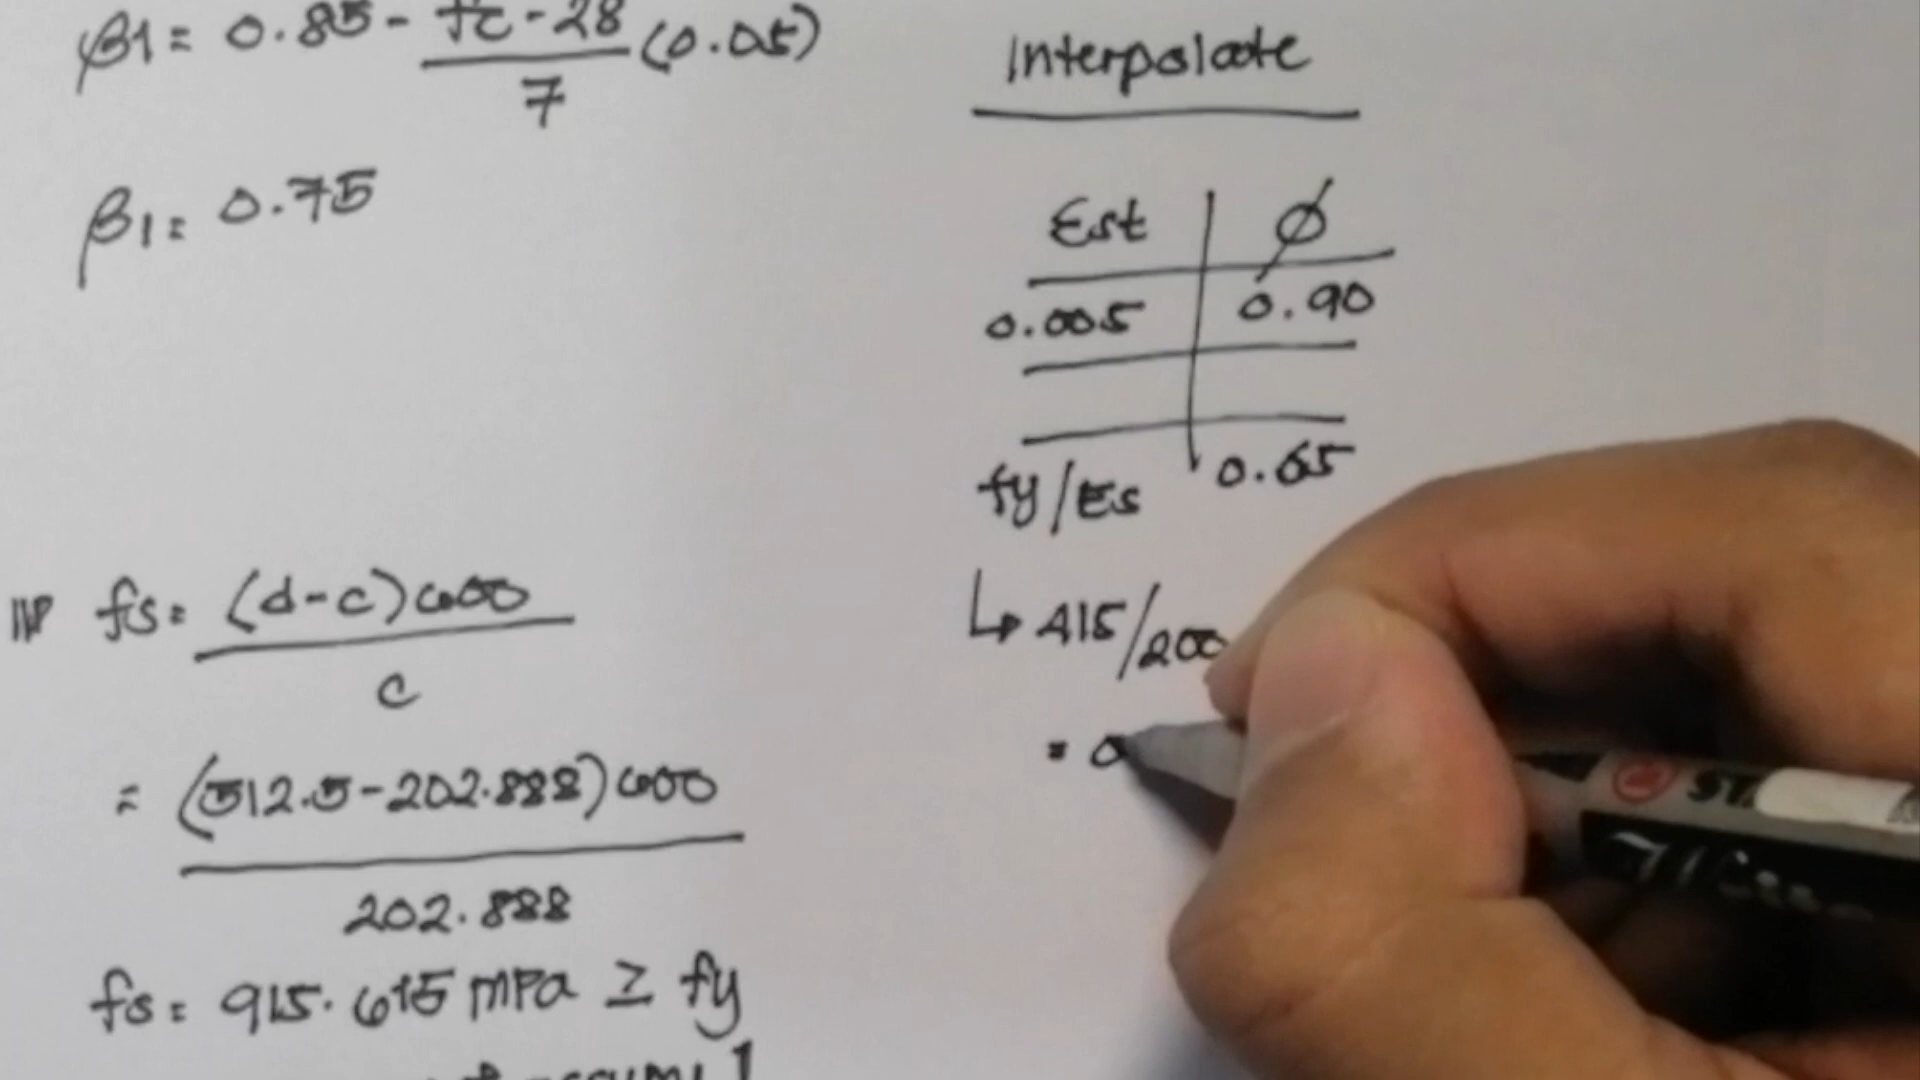 β1 = 0.85 - f'c - 28 / 7 (0.05)
β1 = 0.75
fs = (d-c)600 / c
= (512.5-202.888)600 / 202.888
fs = 915.615 MPa ≥ fy
Interpolate
Est | ϕ
0.005 | 0.90
fy/Es | 0.65
↳ 415/200
= 0